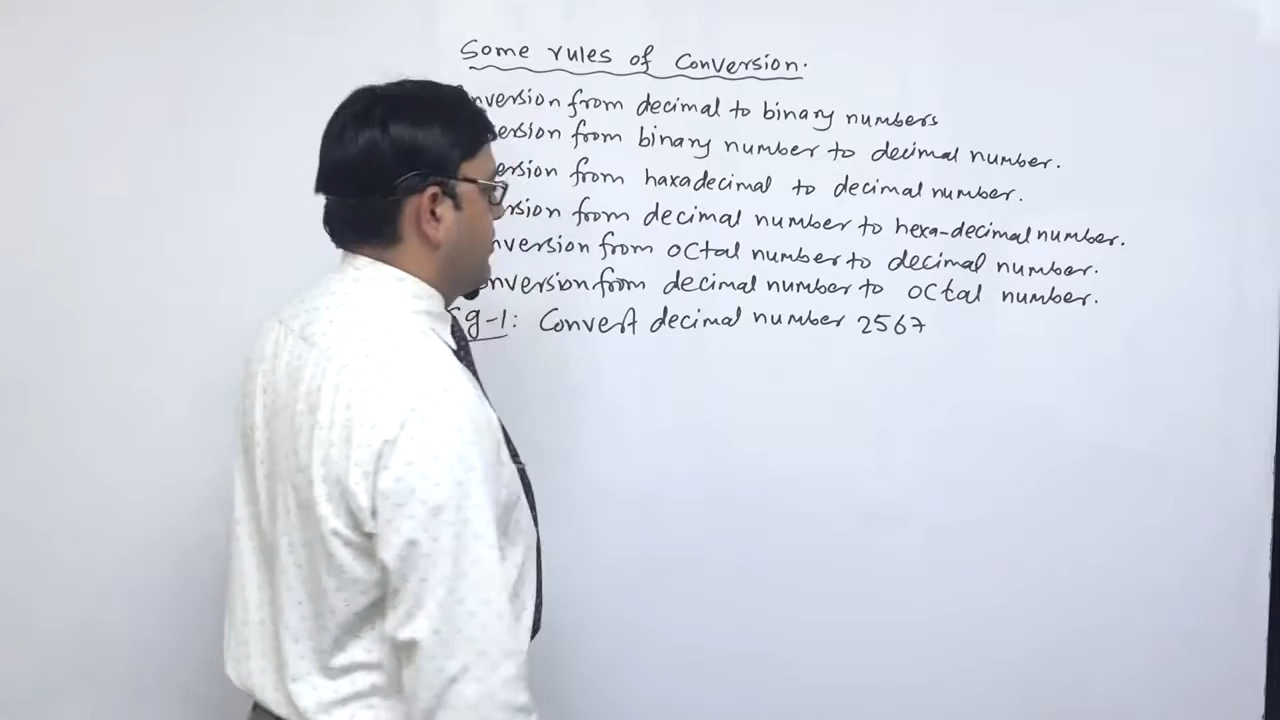 Some rules of Conversion.
nversion from decimal to binary numbers
ersion from binary number to decimal number.
ersion from haxadecimal to decimal number.
rsion from decimal number to hexa-decimal number.
nversion from octal number to decimal number.
onversion from decimal number to octal number.
Eg-1: Convert decimal number 2567